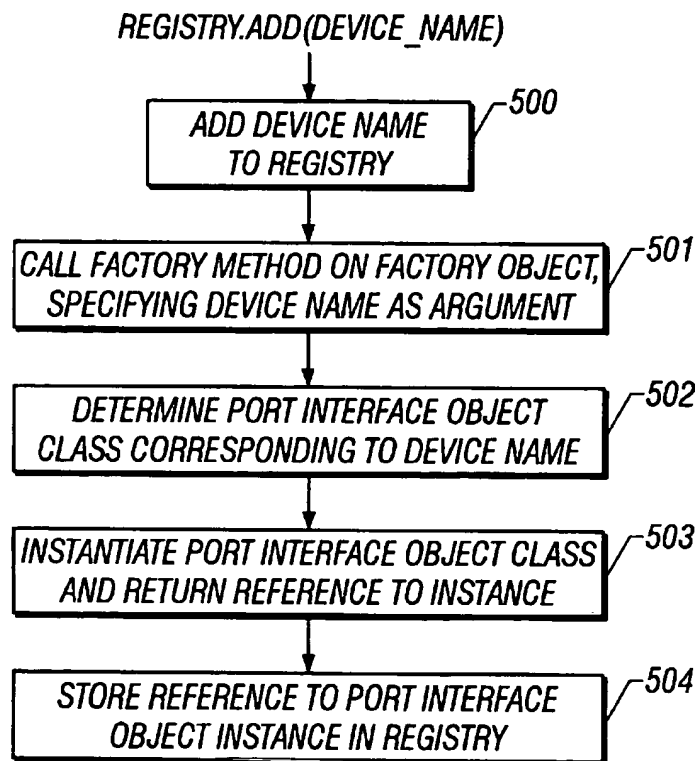 REGISTRY.ADD(DEVICE_NAME)
500
ADD DEVICE NAME
TO REGISTRY
501
CALL FACTORY METHOD ON FACTORY OBJECT,
SPECIFYING DEVICE NAME AS ARGUMENT
502
DETERMINE PORT INTERFACE OBJECT
CLASS CORRESPONDING TO DEVICE NAME
503
INSTANTIATE PORT INTERFACE OBJECT CLASS
AND RETURN REFERENCE TO INSTANCE
504
STORE REFERENCE TO PORT INTERFACE
OBJECT INSTANCE IN REGISTRY